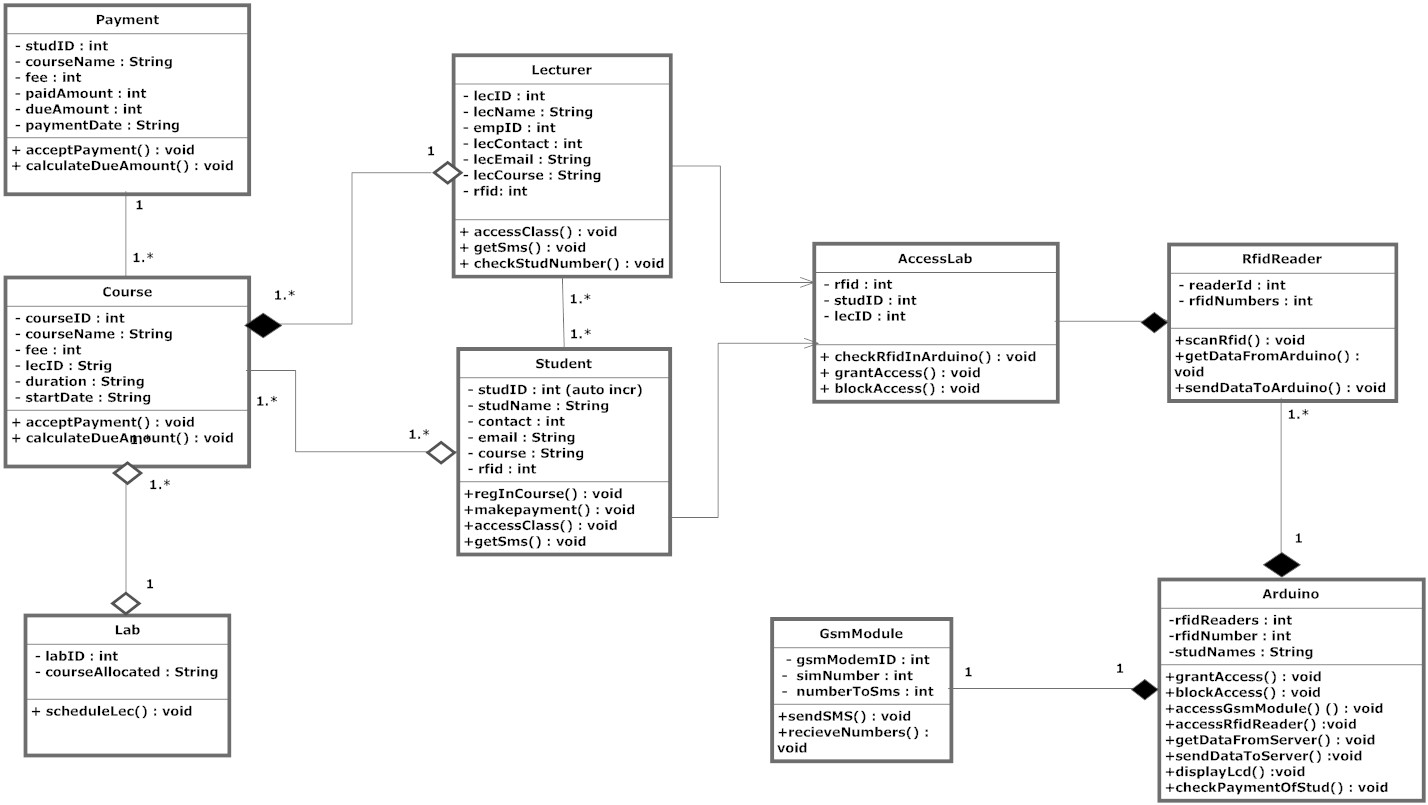 Payment
- studID : int
- courseName : String
- fee : int
- paidAmount : int
- dueAmount : int
- paymentDate : String
+ acceptPayment() : void
+ calculateDueAmount() : void
1
1.*
Course
- courseID : int
- courseName : String
- fee : int
- lecID : Strig
- duration : String
- startDate : String
+ acceptPayment() : void
+ calculateDueAmount() : void
1.*
1.*
1
Lab
- labID : int
- courseAllocated : String
+ scheduleLec() : void
1.*
1
1.*
1.*
Lecturer
- lecID : int
- lecName : String
- empID : int
- lecContact : int
- lecEmail : String
- lecCourse : String
- rfid: int
+ accessClass() : void
+ getSms() : void
+ checkStudNumber() : void
1.*
1.*
Student
- studID : int (auto incr)
- studName : String
- contact : int
- email : String
- course : String
- rfid : int
+regInCourse() : void
+makepayment() : void
+accessClass() : void
+getSms() : void
AccessLab
- rfid : int
- studID : int
- lecID : int
+ checkRfidInArduino() : void
+ grantAccess() : void
+ blockAccess() : void
RfidReader
- readerId : int
- rfidNumbers : int
+scanRfid() : void
+getDataFromArduino() :
void
+sendDataToArduino() : void
1.*
1
GsmModule
- gsmModemID : int
- simNumber : int
- numberToSms : int
+sendSMS() : void
+recieveNumbers() :
void
1
1
Arduino
-rfidReaders : int
-rfidNumber : int
-studNames : String
+grantAccess() : void
+blockAccess() : void
+accessGsmModule() () : void
+accessRfidReader() :void
+getDataFromServer() : void
+sendDataToServer() :void
+displayLcd() :void
+checkPaymentOfStud() : void